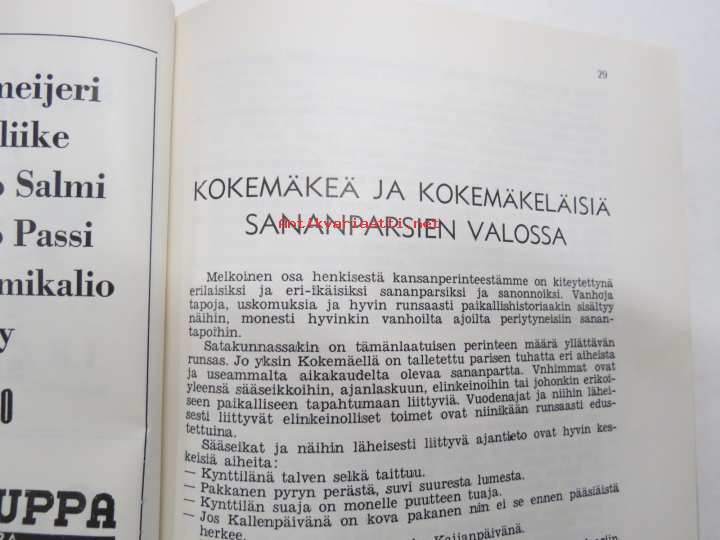 meijeri
liike
Salmi
Passi
mikalio
y
0
UPPA
29
KOKEMÄKEÄ JA KOKEMÄKELÄISIÄ
SANANPARSIEN VALOSSA
Antikvariaatti.net
Melkoinen osa henkisestä kansanperinteestämme on kiteytettynä
erilaisiksi ja eri-ikäisiksi sananparsiksi ja sanonnoiksi. Vanhoja
tapoja, uskomuksia ja hyvin runsaasti paikallishistoriaakin sisältyy
näihin, monesti hyvinkin vanhoilta ajoilta periytyneisiin sanan-
tapoihin.
Satakunnassakin on tämänlaatuisen perinteen määrä yllättävän
runsas. Jo yksin Kokemäellä on talletettu parisen tuhatta eri aiheista
ja useammalta aikakaudelta olevaa sananpartta. Vnhimmat ovat
yleensä sääseikkoihin, ajanlaskuun, elinkeinoihin tai johonkin erikoi-
seen paikalliseen tapahtumaan liittyviä. Vuodenajat ja niihin lähei-
sesti liittyvät elinkeinolliset toimet ovat niinikään runsaasti edus-
tettuina.
Sääseikat ja näihin läheisesti liittyvä ajantieto ovat hyvin kes-
keisiä aiheita:
— Kynttilänä talven selkä taittuu.
— Pakkanen pyryn perästä, suvi suuresta lumesta.
— Kynttilän suaja on monelle puutteen tuaja.
— Jos Kallenpäivänä on kova pakanen niin ei se ennen pääsiäistä
herkee.
Kaijanpäivänä.